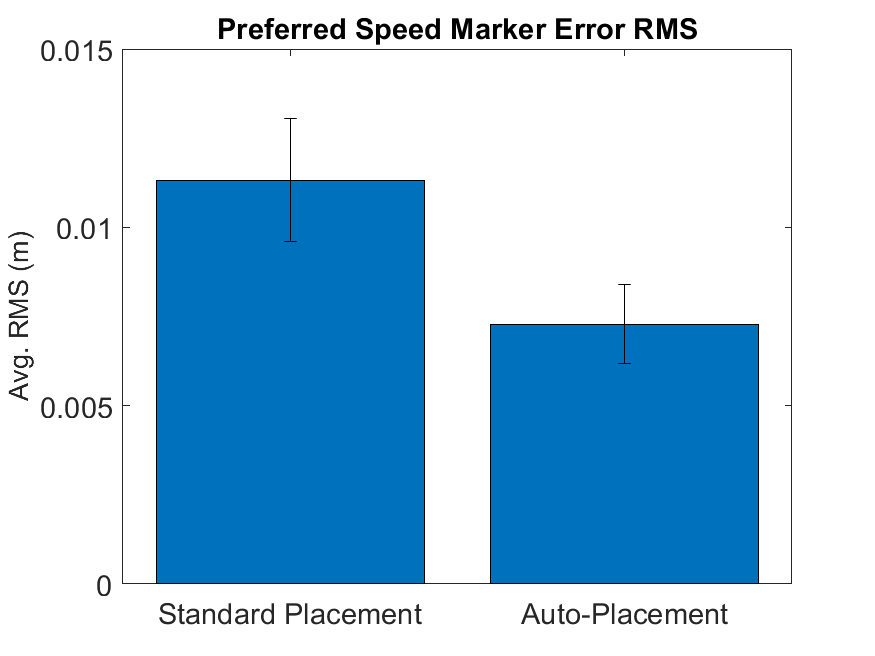 Preferred Speed Marker Error RMS
0.015
0.01
0.005
0
Avg. RMS (m)
Standard Placement
Auto-Placement